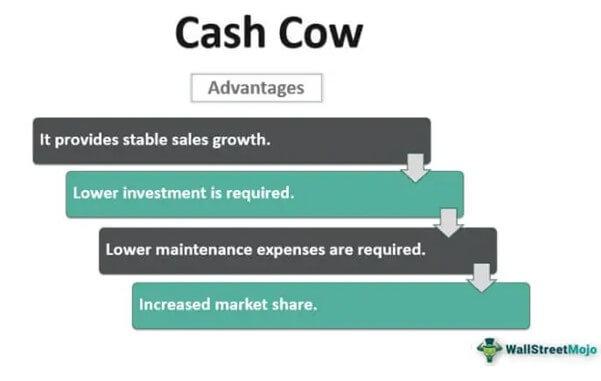 Cash Cow
Advantages
It provides stable sales growth.
Lower investment is required.
Lower maintenance expenses are required.
Increased market share.
WallStreetMojo